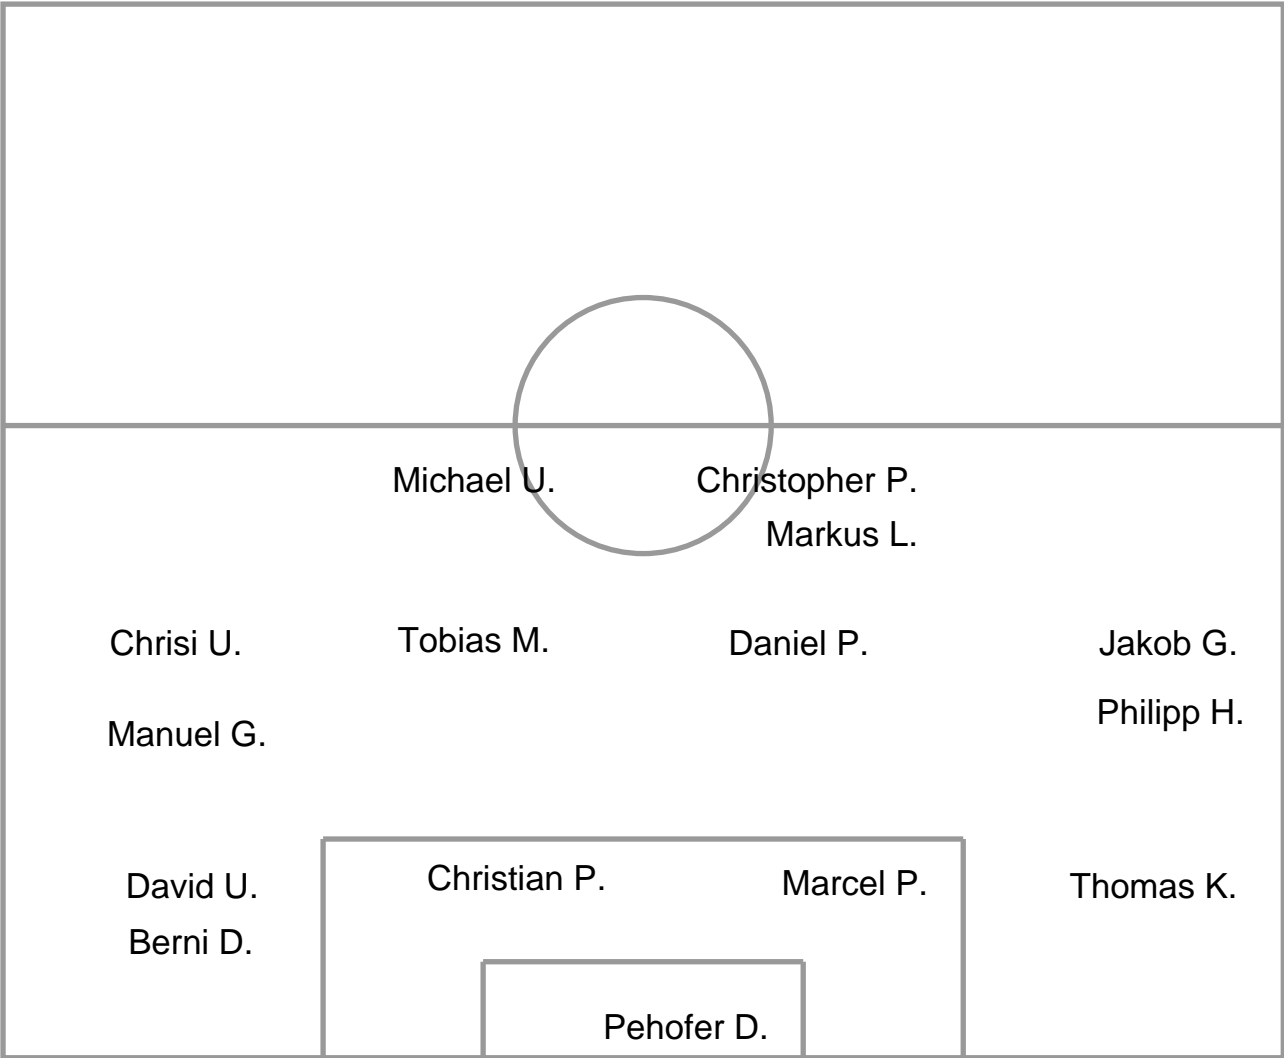 Michael U.
Christopher P.
Markus L.
Chrisi U.
Tobias M.
Daniel P.
Jakob G.
Philipp H.
Manuel G.
David U.
Christian P.
Marcel P.
Thomas K.
Berni D.
Pehofer D.